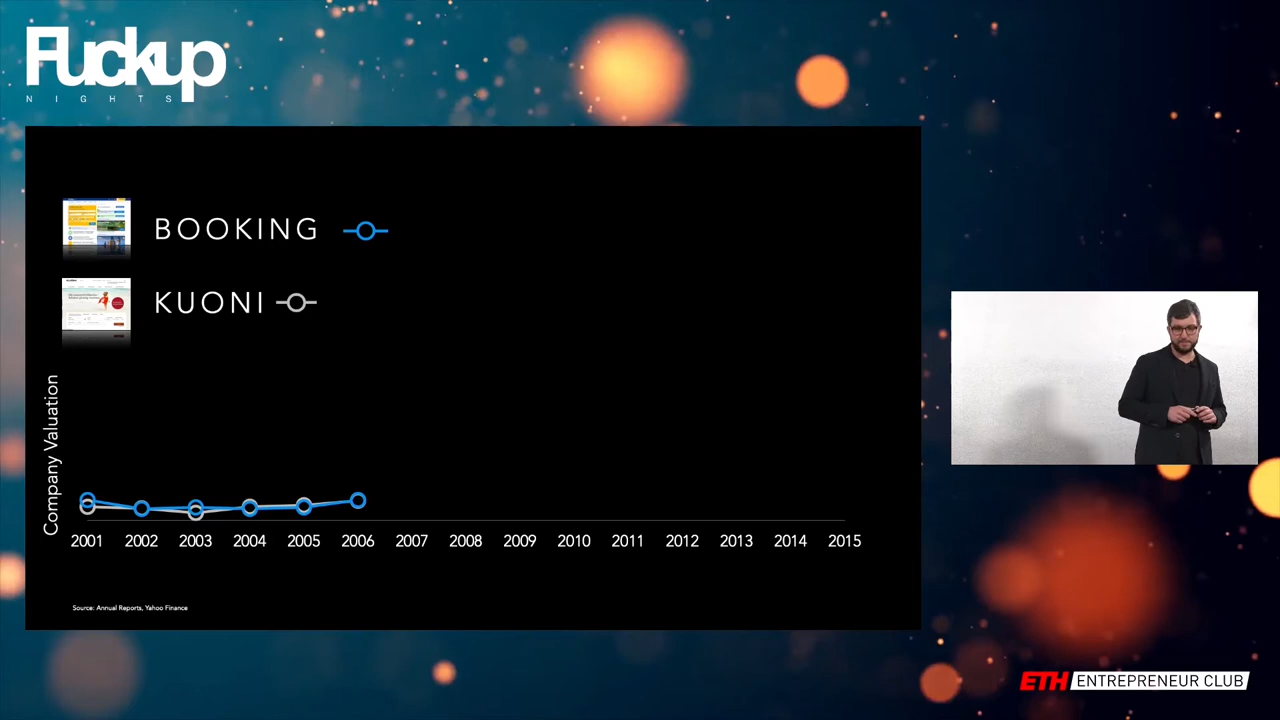 Fuckup
NIGHTS
BOOKING
KUONI
Company Valuation
2001 2002 2003 2004 2005 2006 2007 2008 2009 2010 2011 2012 2013 2014 2015
Source: Annual Reports, Yahoo Finance
ETH ENTREPRENEUR CLUB